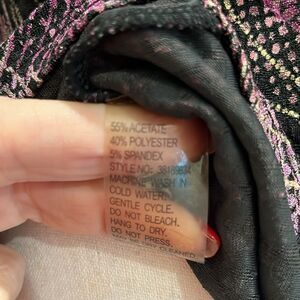 55% ACETATE
40% POLYESTER
5% SPANDEX
STYLE NO:
MACHINE WASH N
COLD WATER.
GENTLE CYCLE.
DO NOT BLEACH.
HANG TO DRY.
DO NOT PRESS.
CLEANED